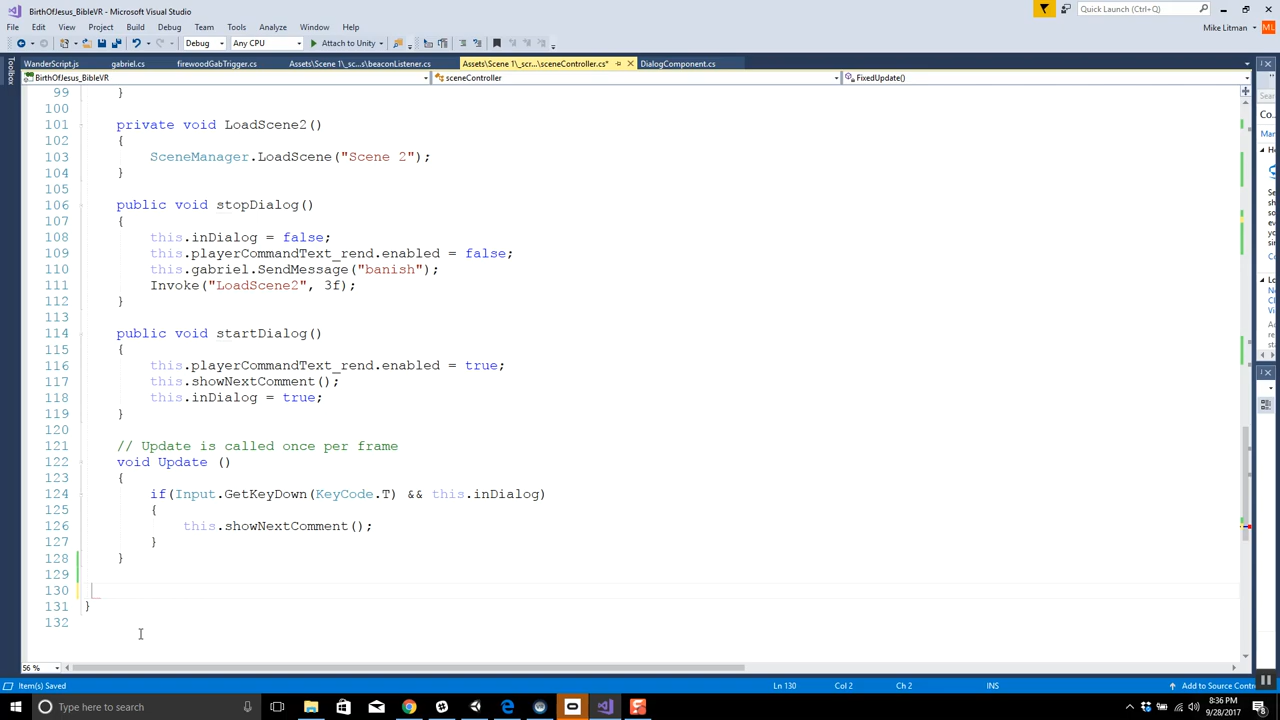 BirthOfJesus_BibleVR - Microsoft Visual Studio
Quick Launch (Ctrl+Q)
File Edit View Project Build Debug Team Tools Analyze Window Help
Mike Litman ML
Debug Any CPU Attach to Unity
Toolbox
WanderScript.js gabriel.cs firewoodGabTrigger.cs Assets\Scene 1\_s...s\beaconListener.cs Assets\Scene 1\_scr...\sceneController.cs* DialogComponent.cs
BirthOfJesus_BibleVR sceneController FixedUpdate()
99 }
100
101 private void LoadScene2()
102 {
103 SceneManager.LoadScene("Scene 2");
104 }
105
106 public void stopDialog()
107 {
108 this.inDialog = false;
109 this.playerCommandText_rend.enabled = false;
110 this.gabriel.SendMessage("banish");
111 Invoke("LoadScene2", 3f);
112 }
113
114 public void startDialog()
115 {
116 this.playerCommandText_rend.enabled = true;
117 this.showNextComment();
118 this.inDialog = true;
119 }
120
121 // Update is called once per frame
122 void Update ()
123 {
124 if(Input.GetKeyDown(KeyCode.T) && this.inDialog)
125 {
126 this.showNextComment();
127 }
128 }
129
130
131 }
132
56 %
Item(s) Saved Ln 130 Col 2 Ch 2 INS Add to Source Contr
Type here to search
8:36 PM
9/28/2017
8